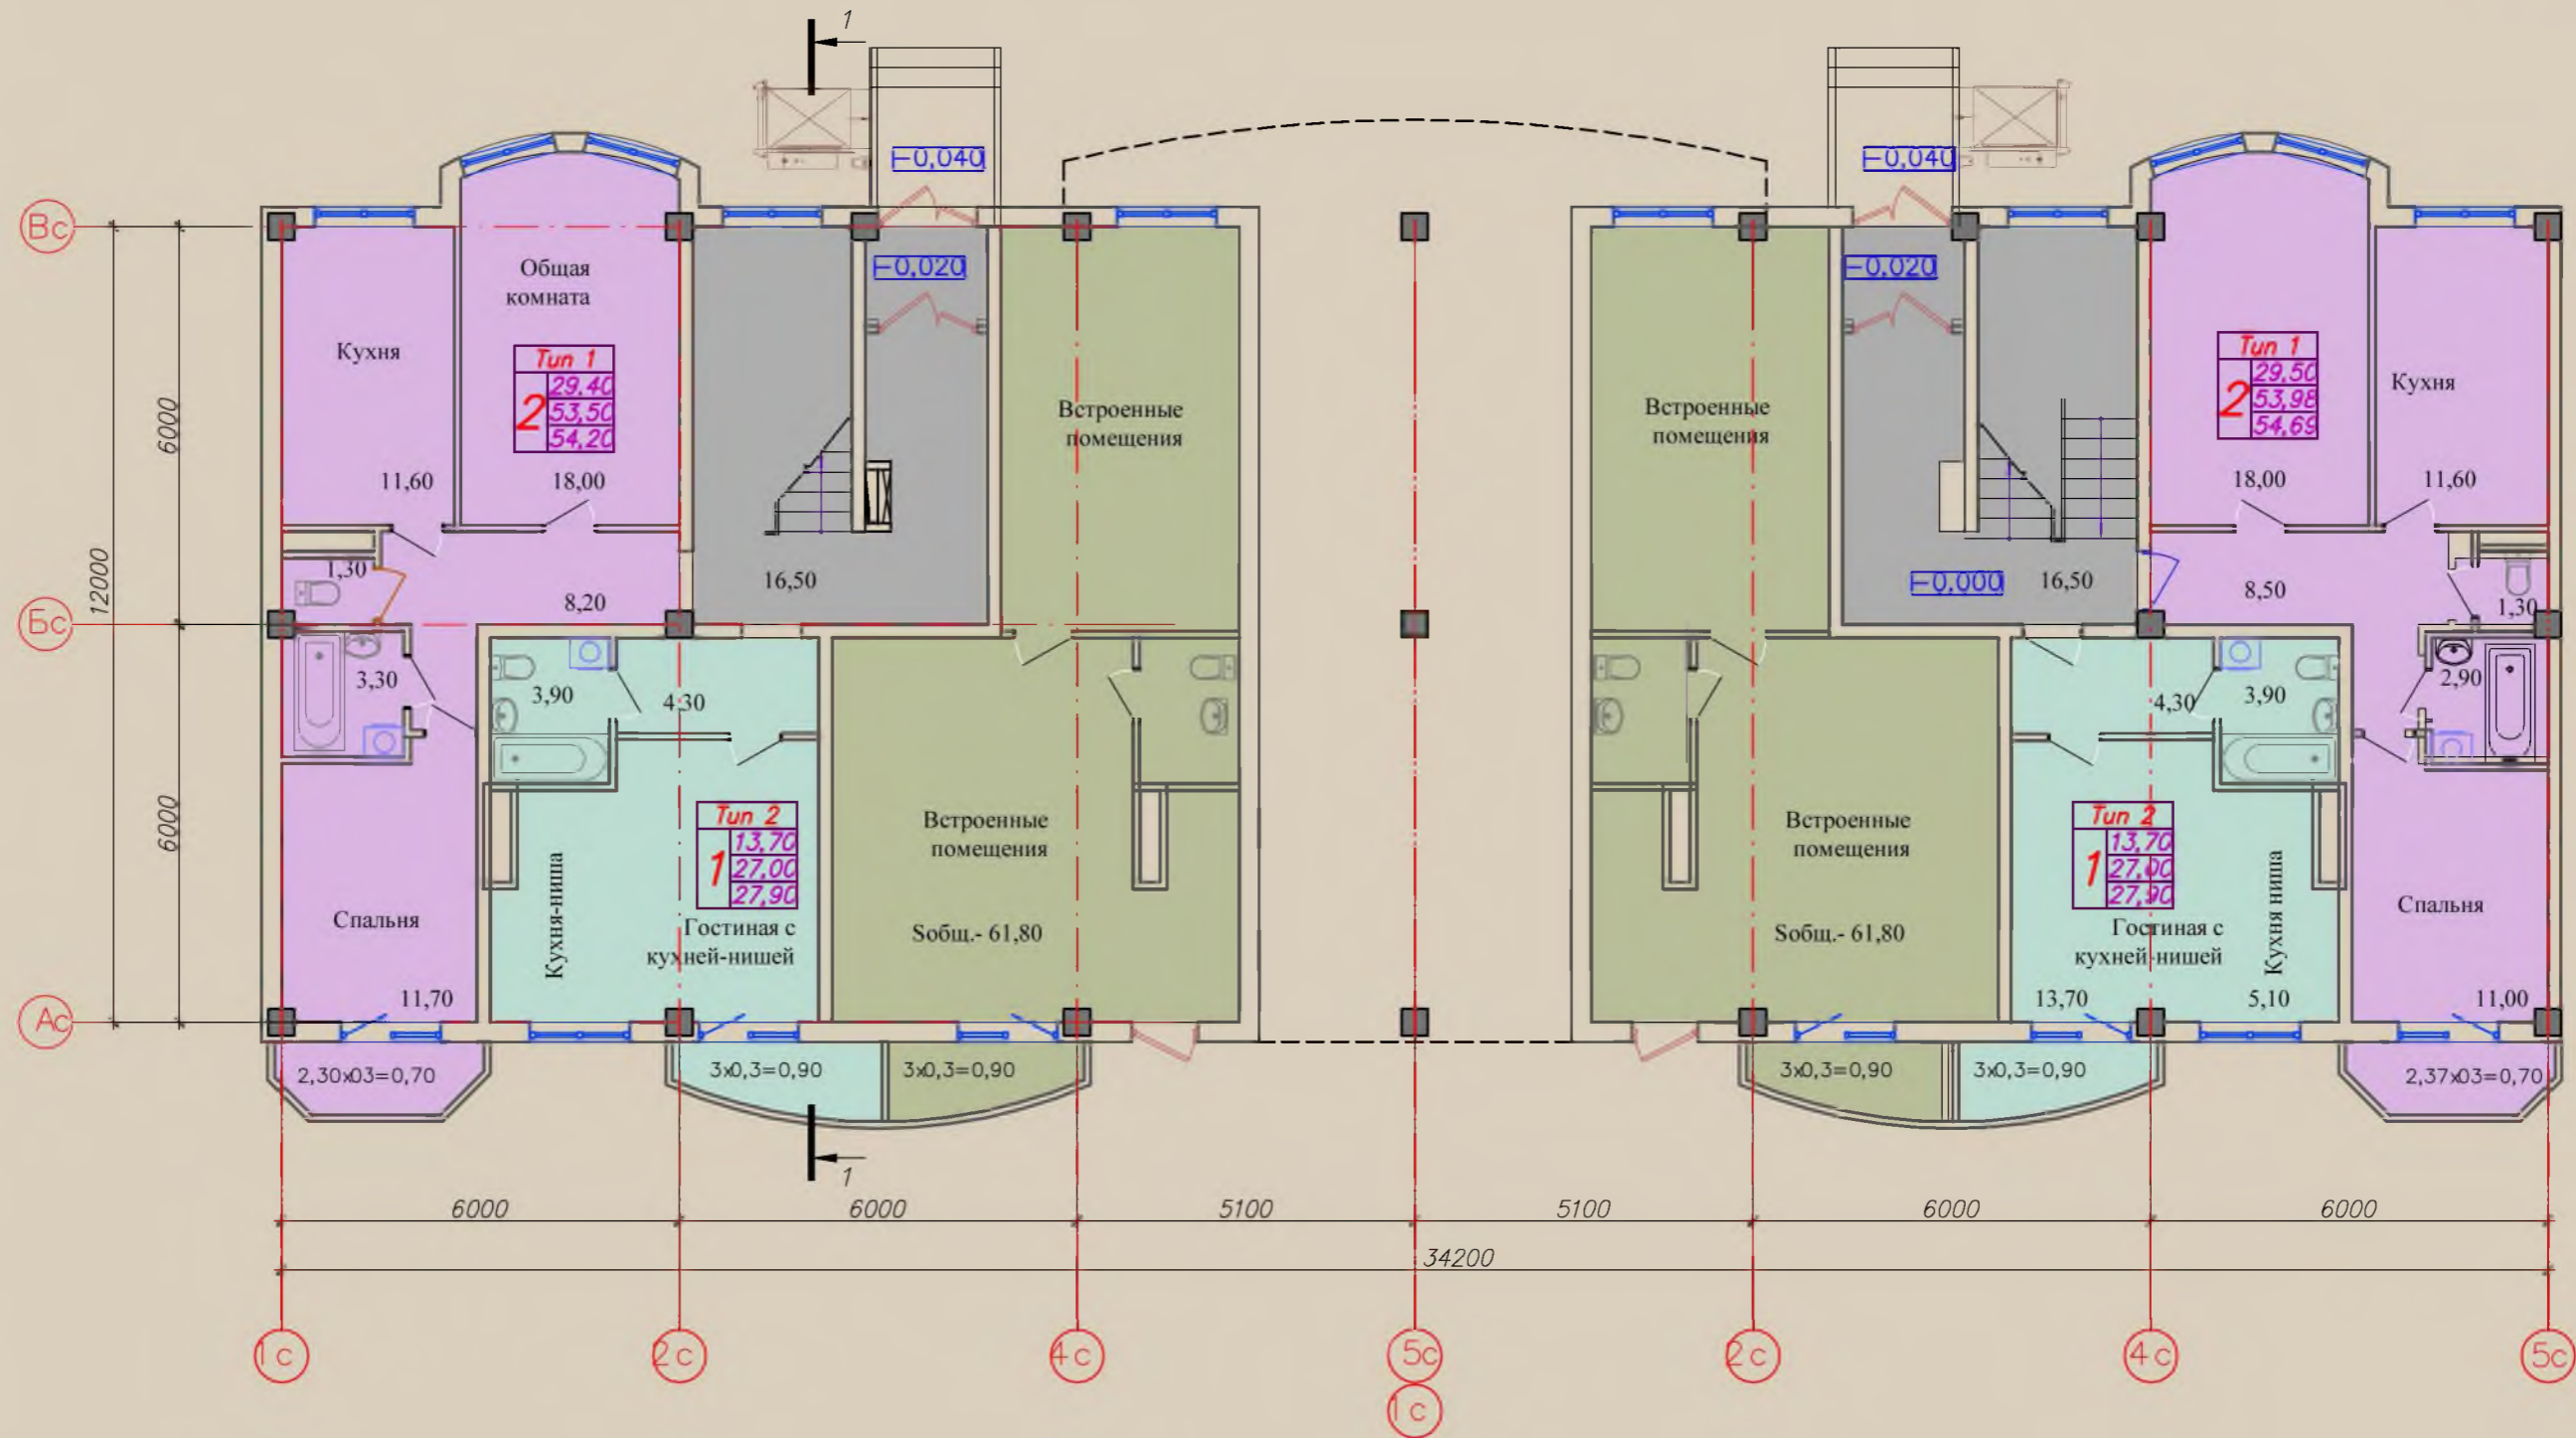 1
Вс
Бс
Ас
12000
6000
6000
Кухня
11,60
Общая
комната
Тип 1
2
29,40
53,50
54,20
18,00
1,30
8,20
3,30
Спальня
11,70
2,30x03=0,70
3,90
4,30
Кухня-ниша
Тип 2
1
13,70
27,00
27,90
Гостиная с
кухней-нишей
3x0,3=0,90
16,50
-0,040
-0,020
Встроенные
помещения
Встроенные
помещения
Sобщ.- 61,80
3x0,3=0,90
1
-0,040
-0,020
Встроенные
помещения
-0,000
16,50
Встроенные
помещения
Sобщ.- 61,80
3x0,3=0,90
Тип 1
2
29,50
53,98
54,69
18,00
Кухня
11,60
8,50
1,30
2,90
4,30
3,90
Тип 2
1
13,70
27,00
27,90
Гостиная с
кухней-нишей
Кухня ниша
13,70
5,10
3x0,3=0,90
Спальня
11,00
2,37x03=0,70
6000
6000
5100
5100
6000
6000
34200
1с
2с
4с
5с
2с
4с
5с
1с